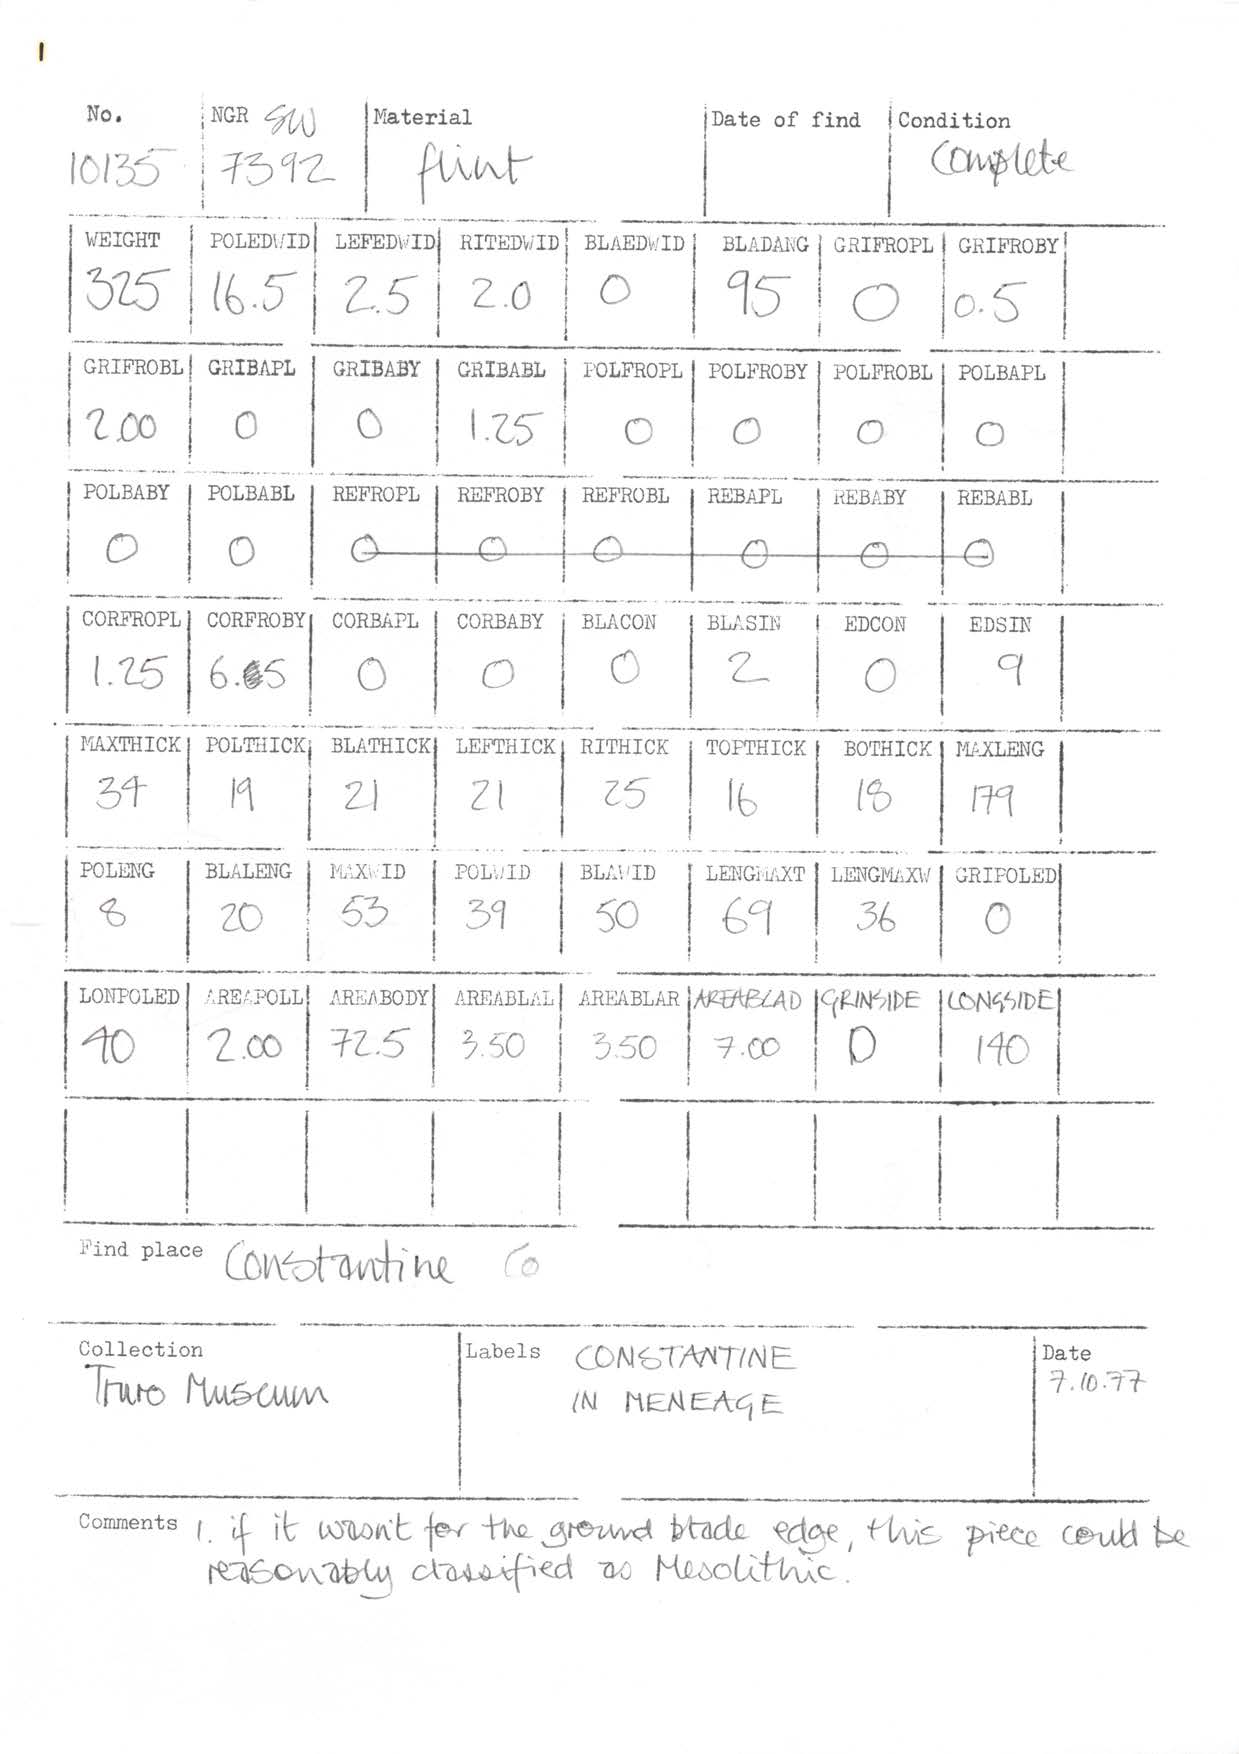 1
No. NGR SW Material Date of find Condition
10135 7392 flint Complete
WEIGHT POLEDWID LEFEDWID RITEDWID BLAEDWID BLADANG GRIFROPL GRIFROBY
325 16.5 2.5 2.0 0 95 0 0.5
GRIFROBL GRIBAPL GRIBABY GRIBABL POLFROPL POLFROBY POLFROBL POLBAPL
2.00 0 0 1.25 0 0 0 0
POLBABY POLBABL REFROPL REFROBY REFROBL REBAPL REBABY REBABL
0 0 0 0 0 0 0 0
CORFROPL CORFROBY CORBAPL CORBABY BLACON BLASIN EDCON EDSIN
1.25 6.5 0 0 0 2 0 9
MAXTHICK POLTHICK BLATHICK LEFTHICK RITHICK TOPTHICK BOTHICK MAXLENG
34 19 21 21 25 16 18 179
POLENG BLALENG MAXWID POLWID BLAWID LENGMAXT LENGMAXW GRIPOLED
8 20 53 39 50 69 36 0
LONPOLED AREAPOLL AREABODY AREABLAL AREABLAR AREABLAD GRINSIDE LONGSIDE
40 2.00 72.5 3.50 3.50 7.00 0 140
Find place Constantine Co
Collection Labels CONSTANTINE Date
Truro Museum IN MENEAGE 7.10.77
Comments 1. if it wasn't for the ground blade edge, this piece could be
reasonably classified as Mesolithic.